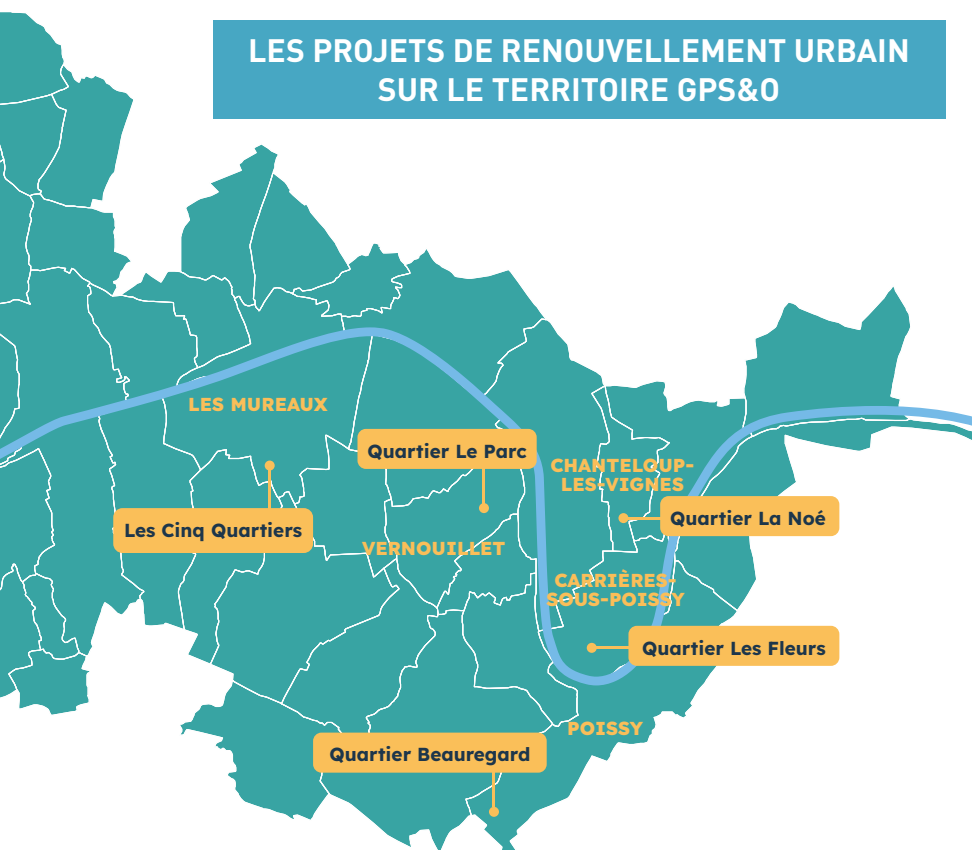 LES PROJETS DE RENOUVELLEMENT URBAIN
SUR LE TERRITOIRE GPS&O
LES MUREAUX
Quartier Le Parc
CHANTELOUP-
LES-VIGNES
Quartier La Noé
Les Cinq Quartiers
VERNOUILLET
CARRIÈRES-
SOUS-POISSY
Quartier Les Fleurs
POISSY
Quartier Beauregard